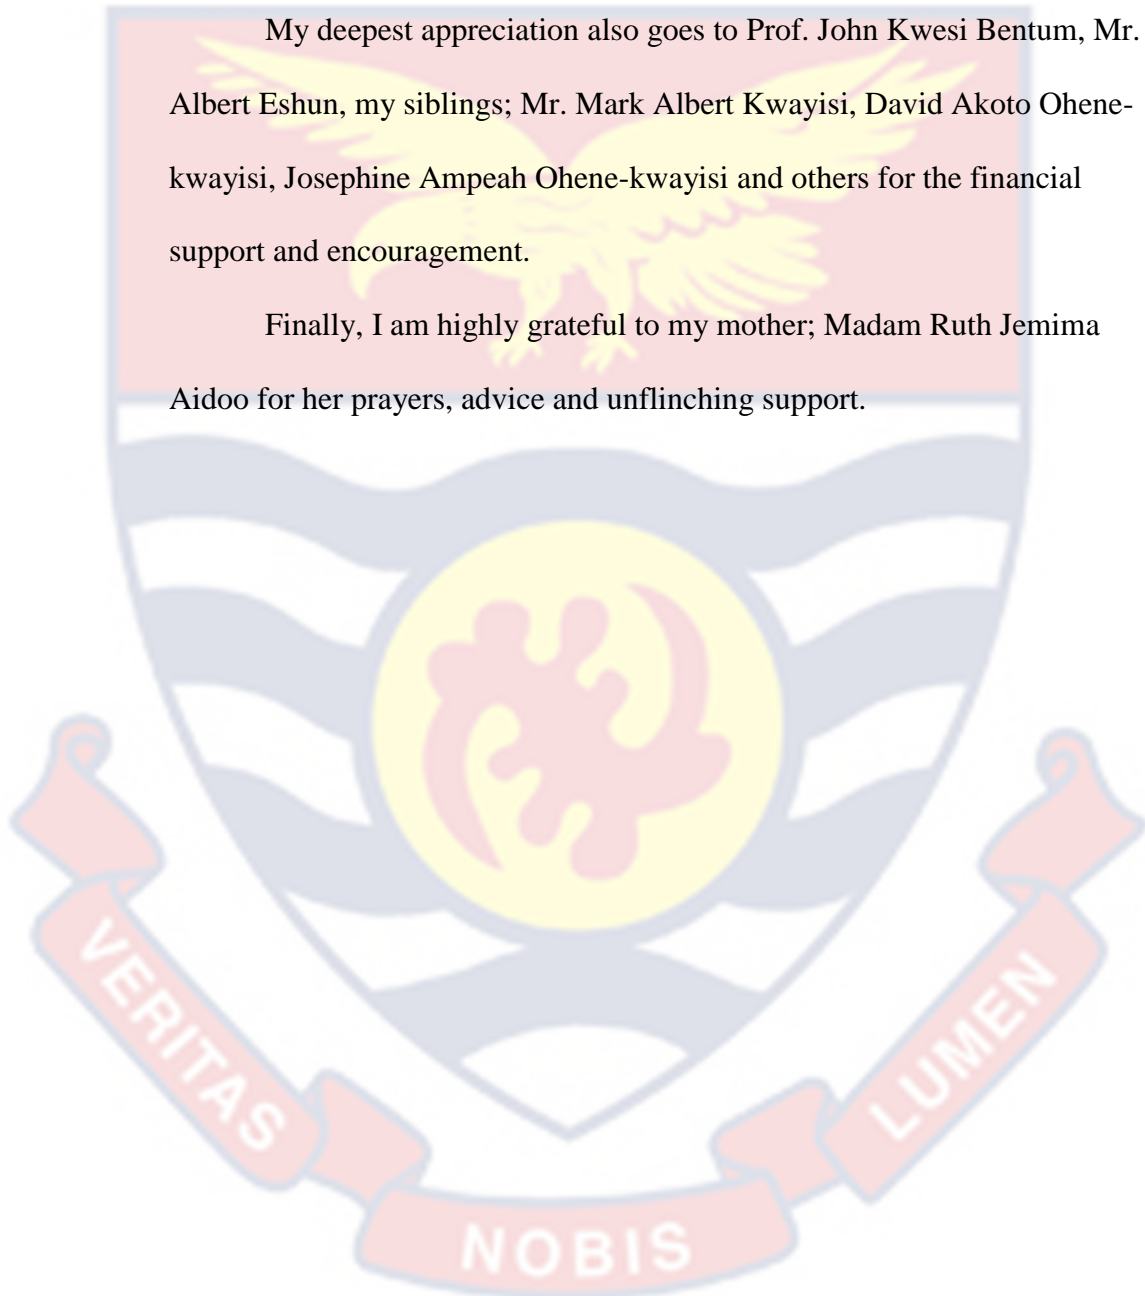 My deepest appreciation also goes to Prof. John Kwesi Bentum, Mr.
Albert Eshun, my siblings; Mr. Mark Albert Kwayisi, David Akoto Ohene-
kwayisi, Josephine Ampeah Ohene-kwayisi and others for the financial
support and encouragement.
Finally, I am highly grateful to my mother; Madam Ruth Jemima
Aidoo for her prayers, advice and unflinching support.
VERITAS
NOBIS
LUMEN